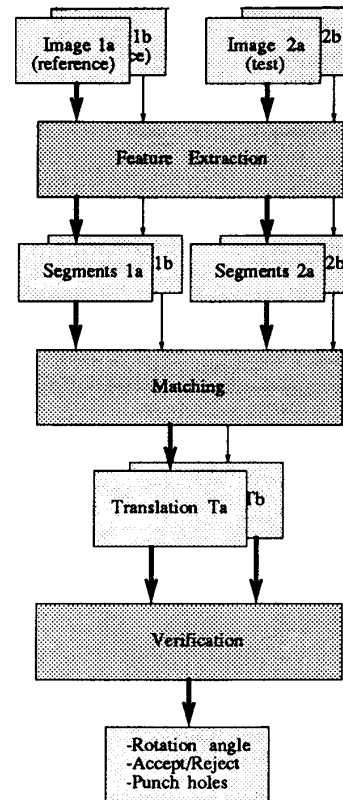 Image 1a
(reference)
1b
ce)
Image 2a
(test)
2b
Feature Extraction
Segments 1a
1b
Segments 2a
2b
Matching
Translation Ta
Tb
Verification
-Rotation angle
-Accept/Reject
-Punch holes